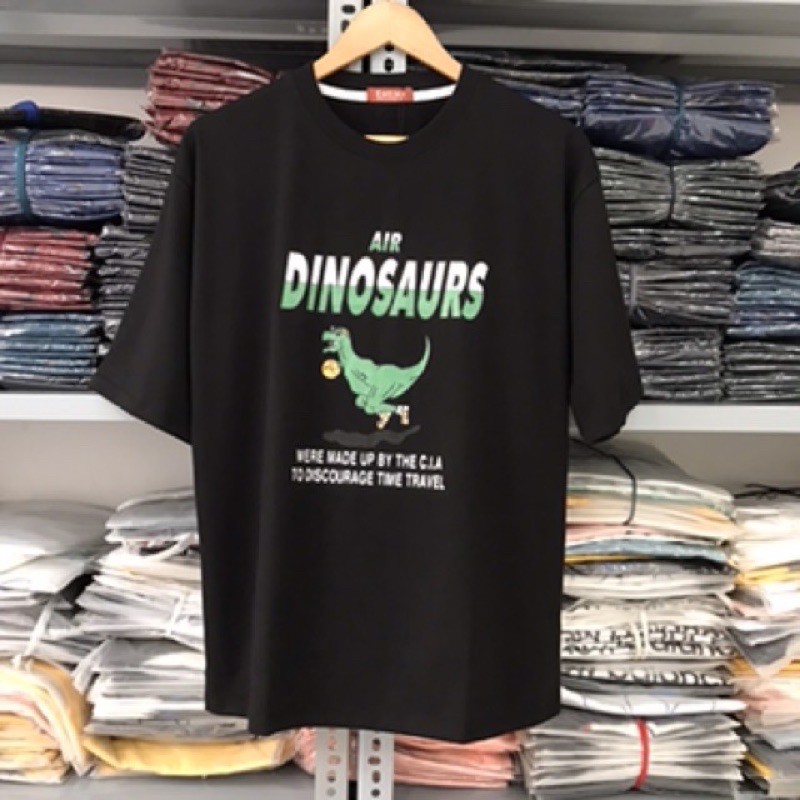 AIR
DINOSAURS
WERE MADE UP BY THE C.I.A
TO DISCOURAGE TIME TRAVEL